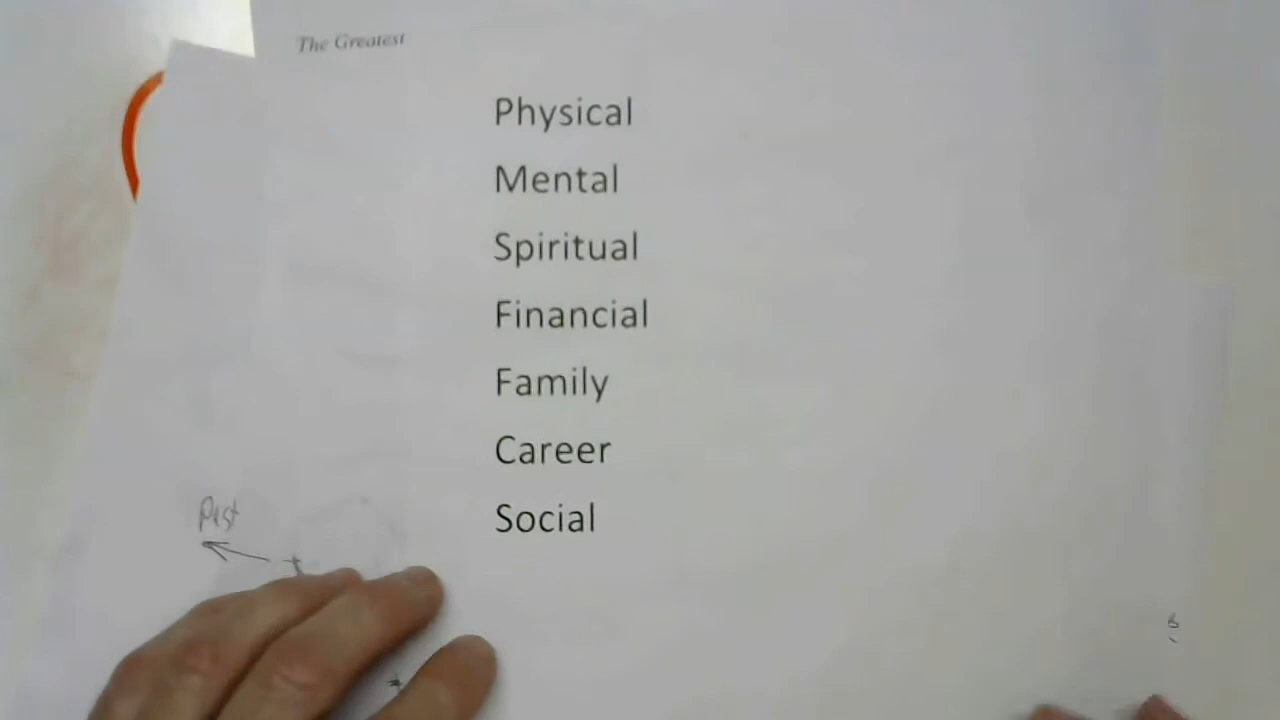 The Greatest
Physical
Mental
Spiritual
Financial
Family
Career
Social
Past